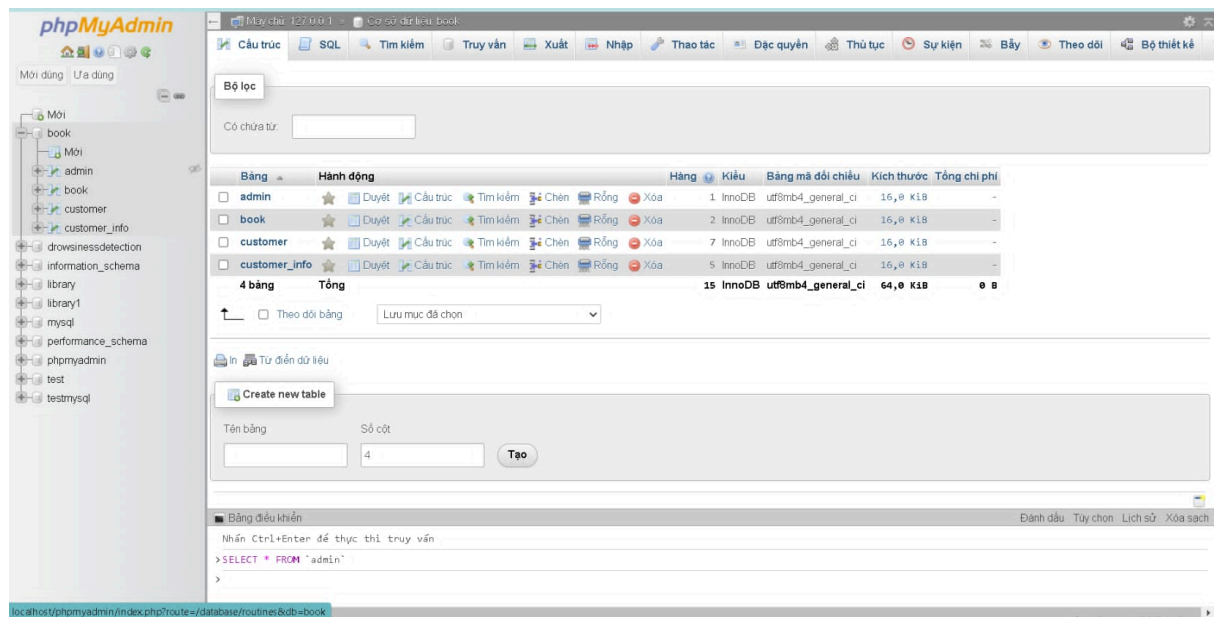 phpMyAdmin
Mới dùng Ưa dùng
Mới
book
Mới
admin
book
customer
customer_info
drowsinessdetection
information_schema
library
library1
mysql
performance_schema
phpmyadmin
test
testmysql
Máy chủ: 127.0.0.1 » Cơ sở dữ liệu: book
Cấu trúc SQL Tìm kiếm Truy vấn Xuất Nhập Thao tác Đặc quyền Thủ tục Sự kiện Bẫy Theo dõi Bộ thiết kế
Bộ lọc
Có chứa từ:
Bảng Hành động Hàng Kiểu Bảng mã đối chiếu Kích thước Tổng chi phí
admin Duyệt Cấu trúc Tìm kiếm Chèn Rỗng Xóa 1 InnoDB utf8mb4_general_ci 16,0 KiB -
book Duyệt Cấu trúc Tìm kiếm Chèn Rỗng Xóa 2 InnoDB utf8mb4_general_ci 16,0 KiB -
customer Duyệt Cấu trúc Tìm kiếm Chèn Rỗng Xóa 7 InnoDB utf8mb4_general_ci 16,0 KiB -
customer_info Duyệt Cấu trúc Tìm kiếm Chèn Rỗng Xóa 5 InnoDB utf8mb4_general_ci 16,0 KiB -
4 bảng Tổng 15 InnoDB utf8mb4_general_ci 64,0 KiB 0 B
Theo dõi bảng Lưu mục đã chọn
In Từ điển dữ liệu
Create new table
Tên bảng Số cột
4 Tạo
Bảng điều khiển Đánh dấu Tùy chọn Lịch sử Xóa sạch
Nhấn Ctrl+Enter để thực thi truy vấn
>SELECT * FROM `admin`
>
localhost/phpmyadmin/index.php?route=/database/routines&db=book